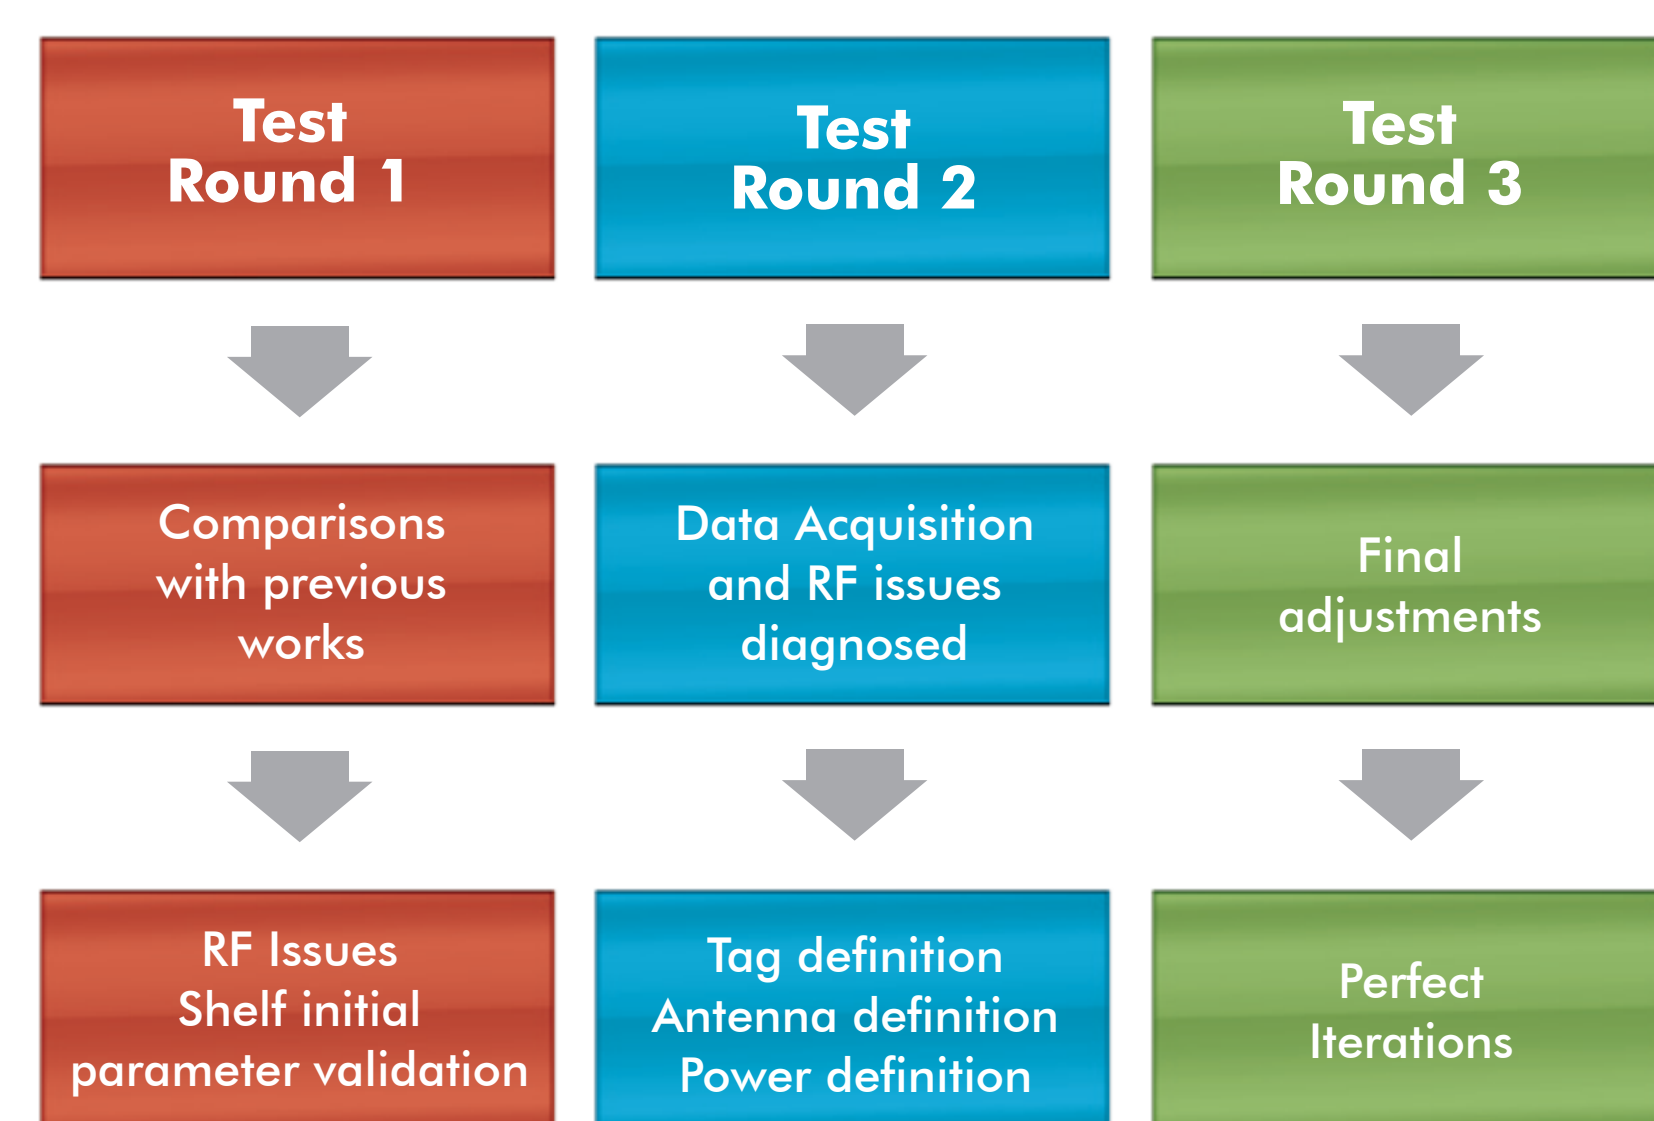 Test
Round 1
Test
Round 2
Test
Round 3
Comparisons
with previous
works
Data Acquisition
and RF issues
diagnosed
Final
adjustments
RF Issues
Shelf initial
parameter validation
Tag definition
Antenna definition
Power definition
Perfect
Iterations